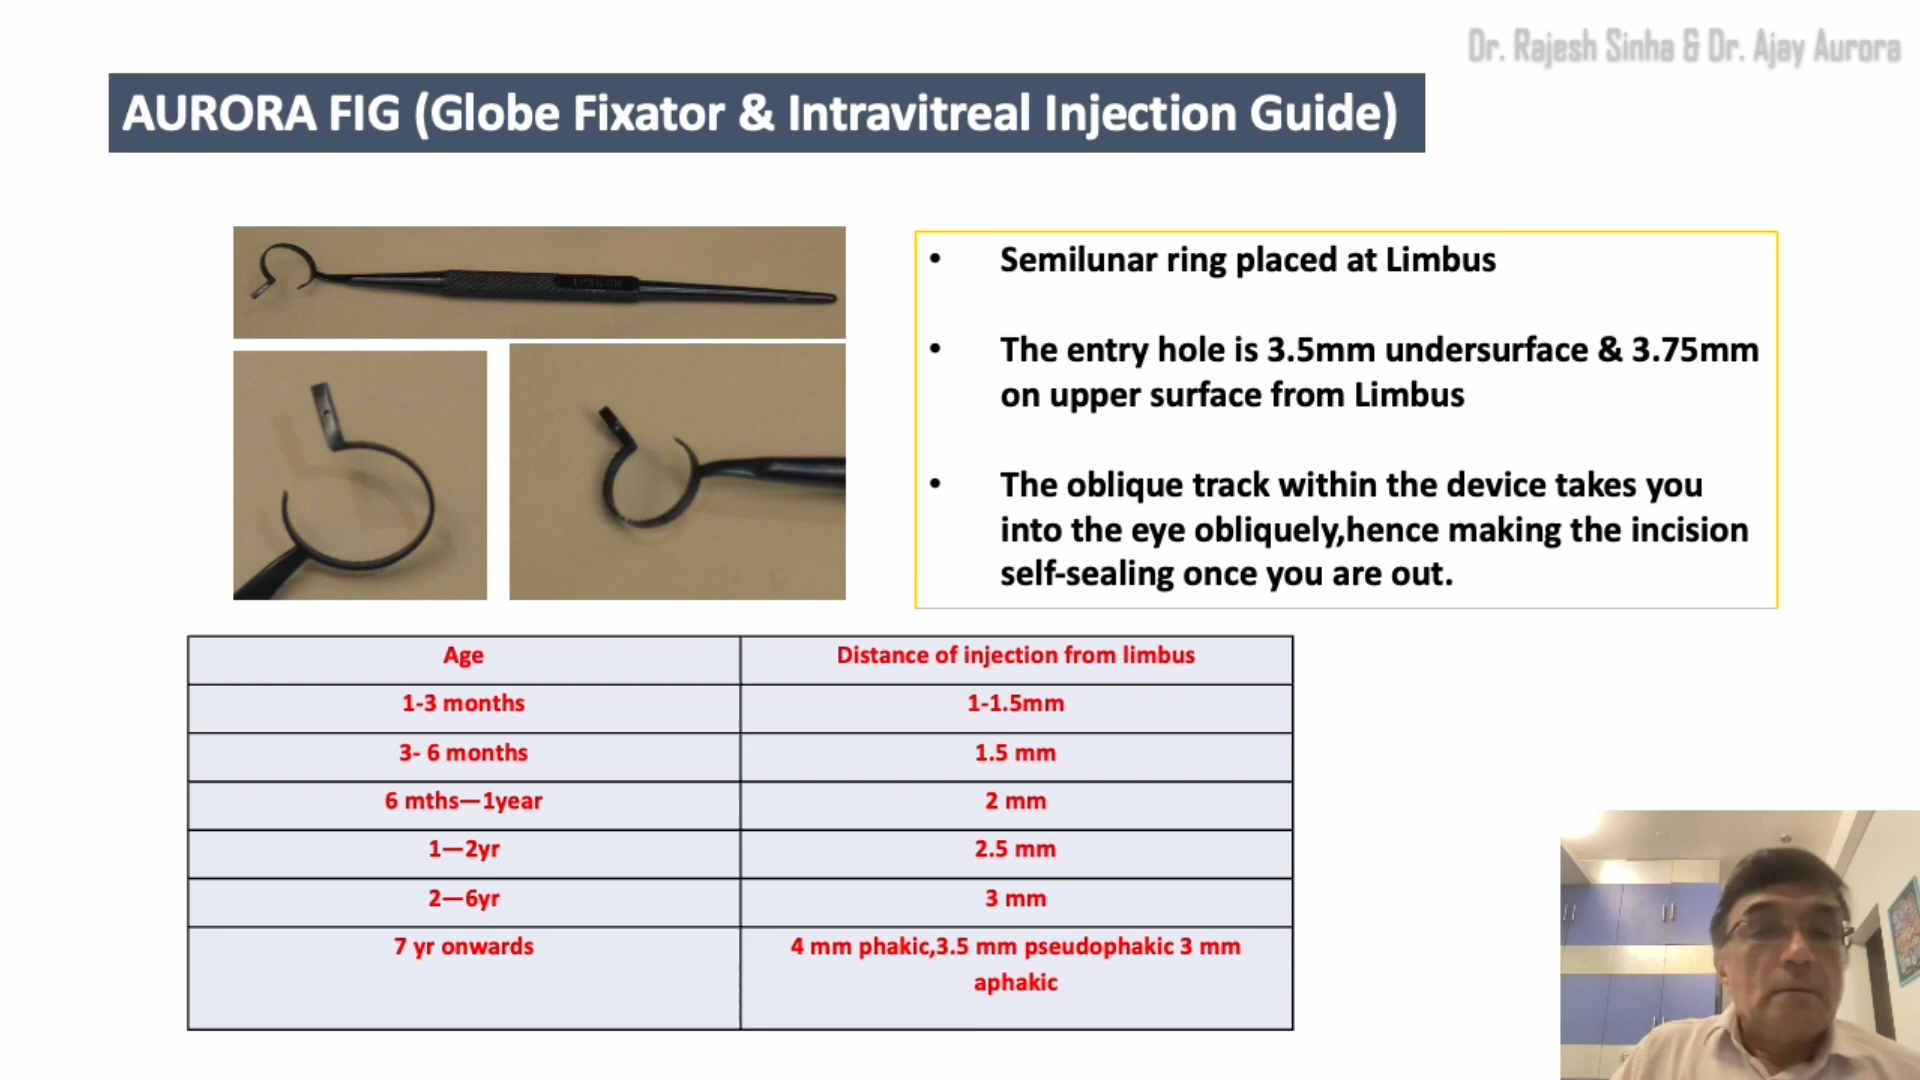 Dr. Rajesh Sinha & Dr. Ajay Aurora
AURORA FIG (Globe Fixator & Intravitreal Injection Guide)
• Semilunar ring placed at Limbus
• The entry hole is 3.5mm undersurface & 3.75mm
on upper surface from Limbus
• The oblique track within the device takes you
into the eye obliquely,hence making the incision
self-sealing once you are out.
Age Distance of injection from limbus
1-3 months 1-1.5mm
3- 6 months 1.5 mm
6 mths—1year 2 mm
1—2yr 2.5 mm
2—6yr 3 mm
7 yr onwards 4 mm phakic,3.5 mm pseudophakic 3 mm
aphakic